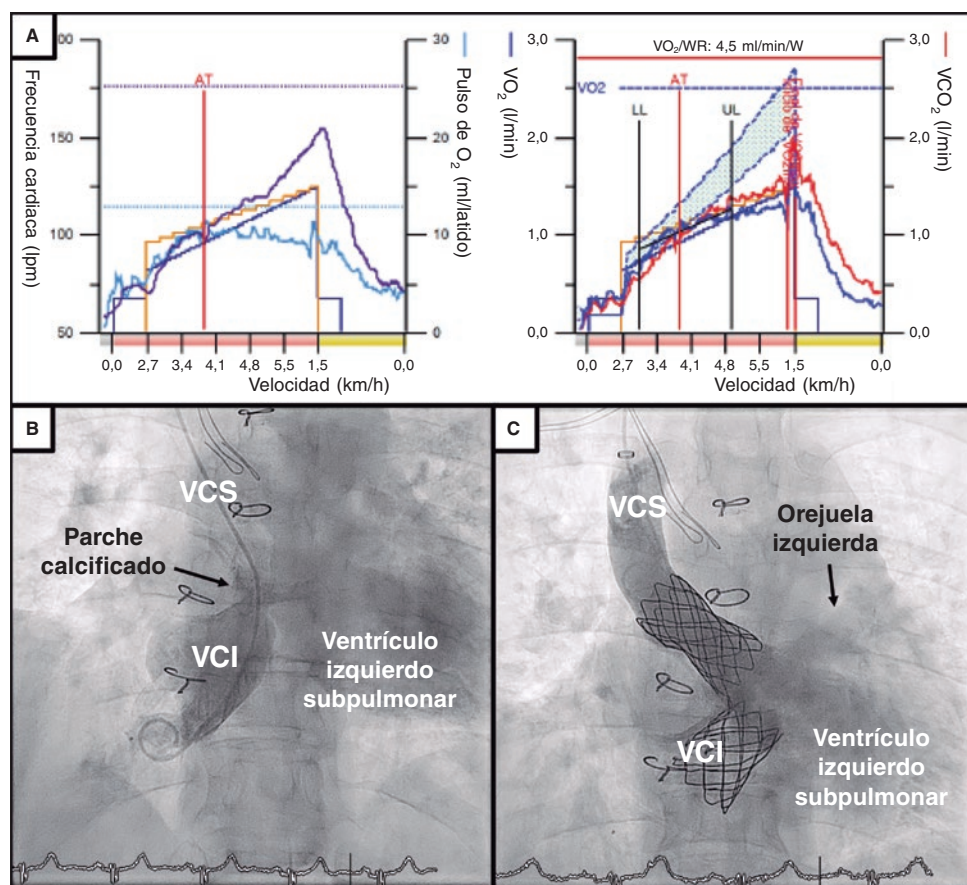 A
Frecuencia cardiaca (lpm)
200
150
100
50
AT
30
20
10
0
Pulso de O2 (ml/latido)
VO2 (l/min)
0,0 2,7 3,4 4,1 4,8 5,5 1,5 0,0
Velocidad (km/h)
3,0
2,0
1,0
0,0
VO2/WR: 4,5 ml/min/W
VO2
LL
AT
UL
3,0
2,0
1,0
0,0
VCO2 (l/min)
0,0 2,7 3,4 4,1 4,8 5,5 1,5 0,0
Velocidad (km/h)
B
VCS
Parche
calcificado
VCI
Ventrículo
izquierdo
subpulmonar
C
VCS
Orejuela
izquierda
VCI
Ventrículo
izquierdo
subpulmonar